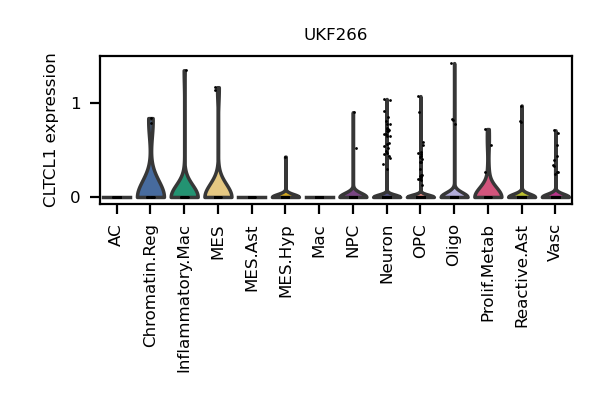 UKF266
CLTCL1 expression
1
0
AC
Chromatin.Reg
Inflammatory.Mac
MES
MES.Ast
MES.Hyp
Mac
NPC
Neuron
OPC
Oligo
Prolif.Metab
Reactive.Ast
Vasc